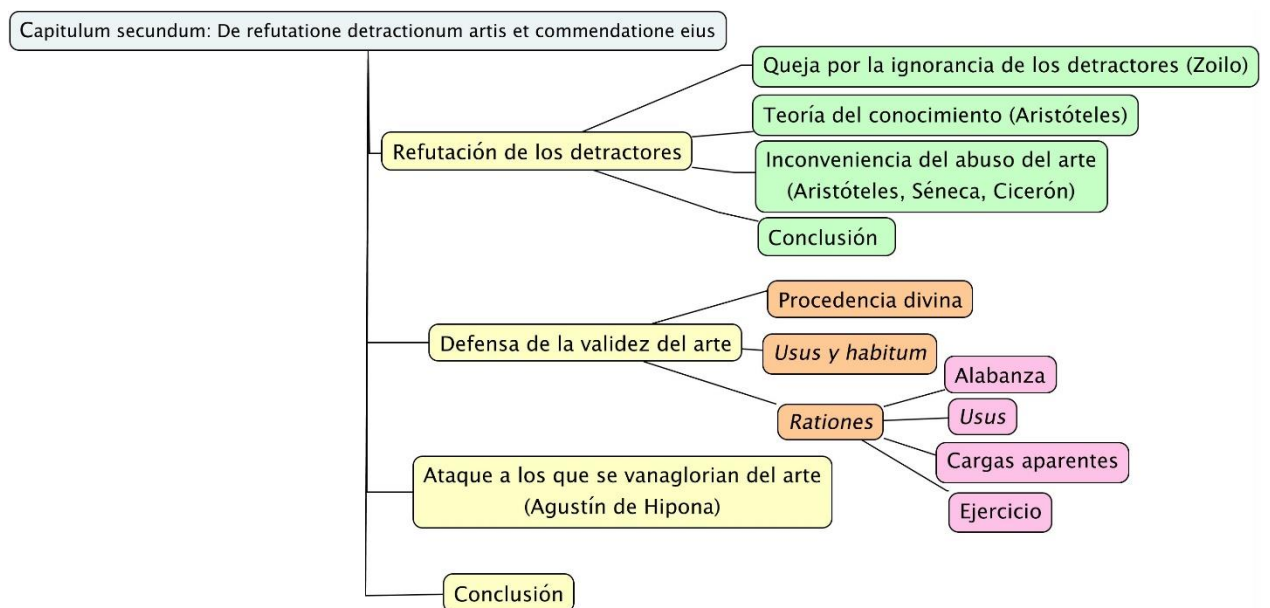 Capitulum secundum: De refutatione detractionum artis et commendatione eius
Refutación de los detractores
Queja por la ignorancia de los detractores (Zoilo)
Teoría del conocimiento (Aristóteles)
Inconveniencia del abuso del arte
(Aristóteles, Séneca, Cicerón)
Conclusión
Defensa de la validez del arte
Procedencia divina
Usus y habitum
Rationes
Alabanza
Usus
Cargas aparentes
Ejercicio
Ataque a los que se vanaglorian del arte
(Agustín de Hipona)
Conclusión